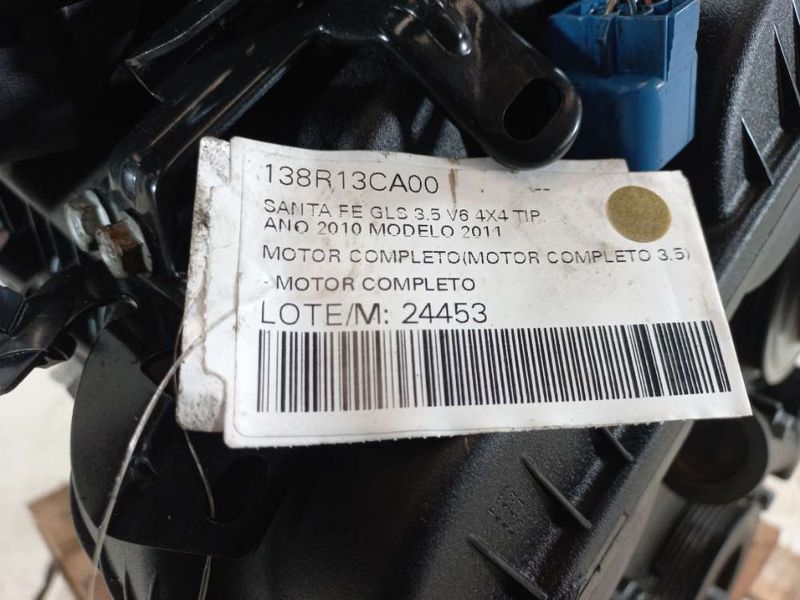 138R13CA00 --
SANTA FE GLS 3.5 V6 4X4 TIP.
ANO 2010 MODELO 2011
MOTOR COMPLETO(MOTOR COMPLETO 3.5)
- MOTOR COMPLETO
LOTE/M: 24453